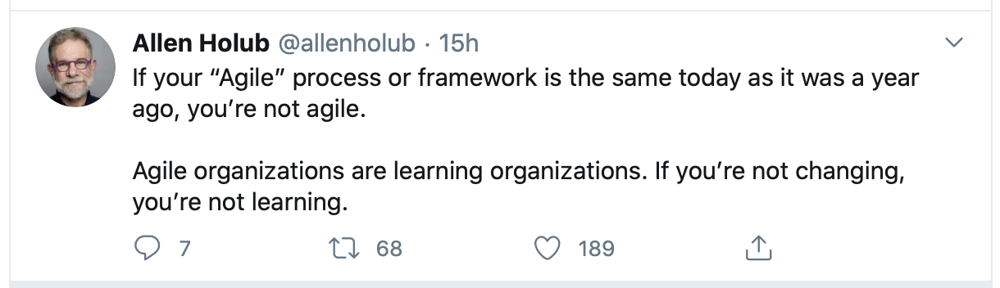 Allen Holub @allenholub · 15h
If your “Agile” process or framework is the same today as it was a year
ago, you’re not agile.
Agile organizations are learning organizations. If you’re not changing,
you’re not learning.
7 68 189